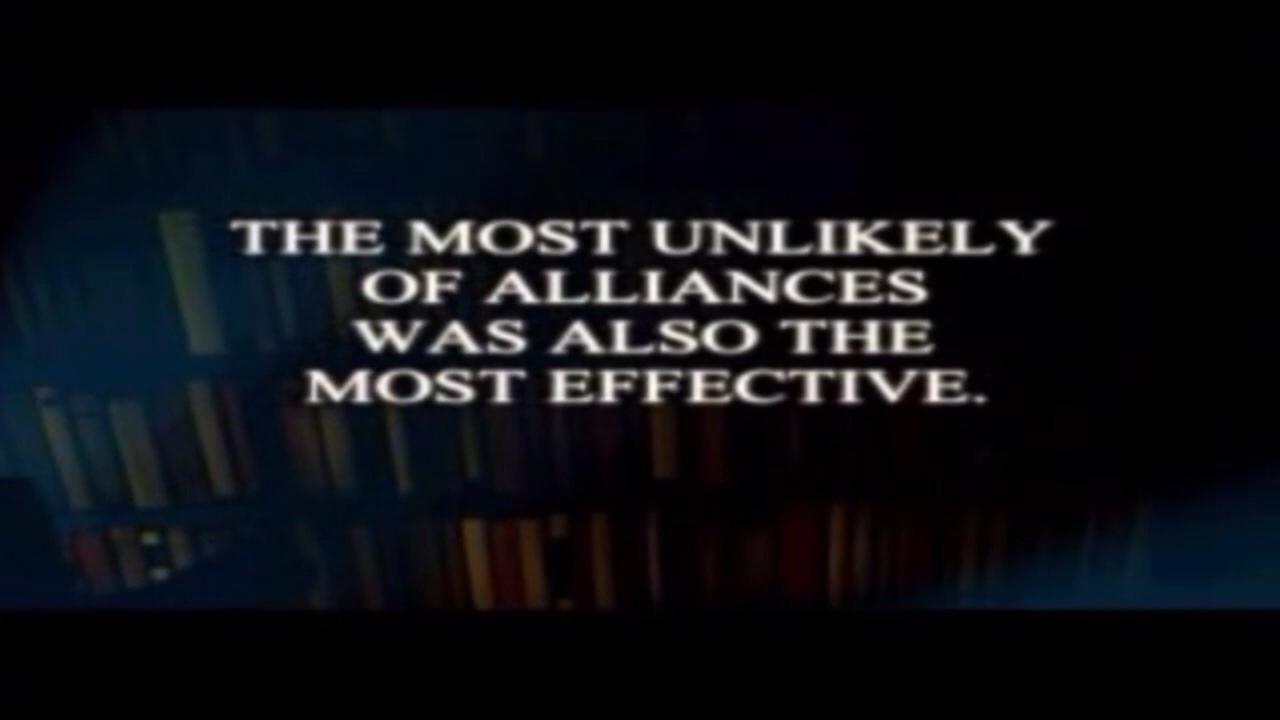 THE MOST UNLIKELY
OF ALLIANCES
WAS ALSO THE
MOST EFFECTIVE.